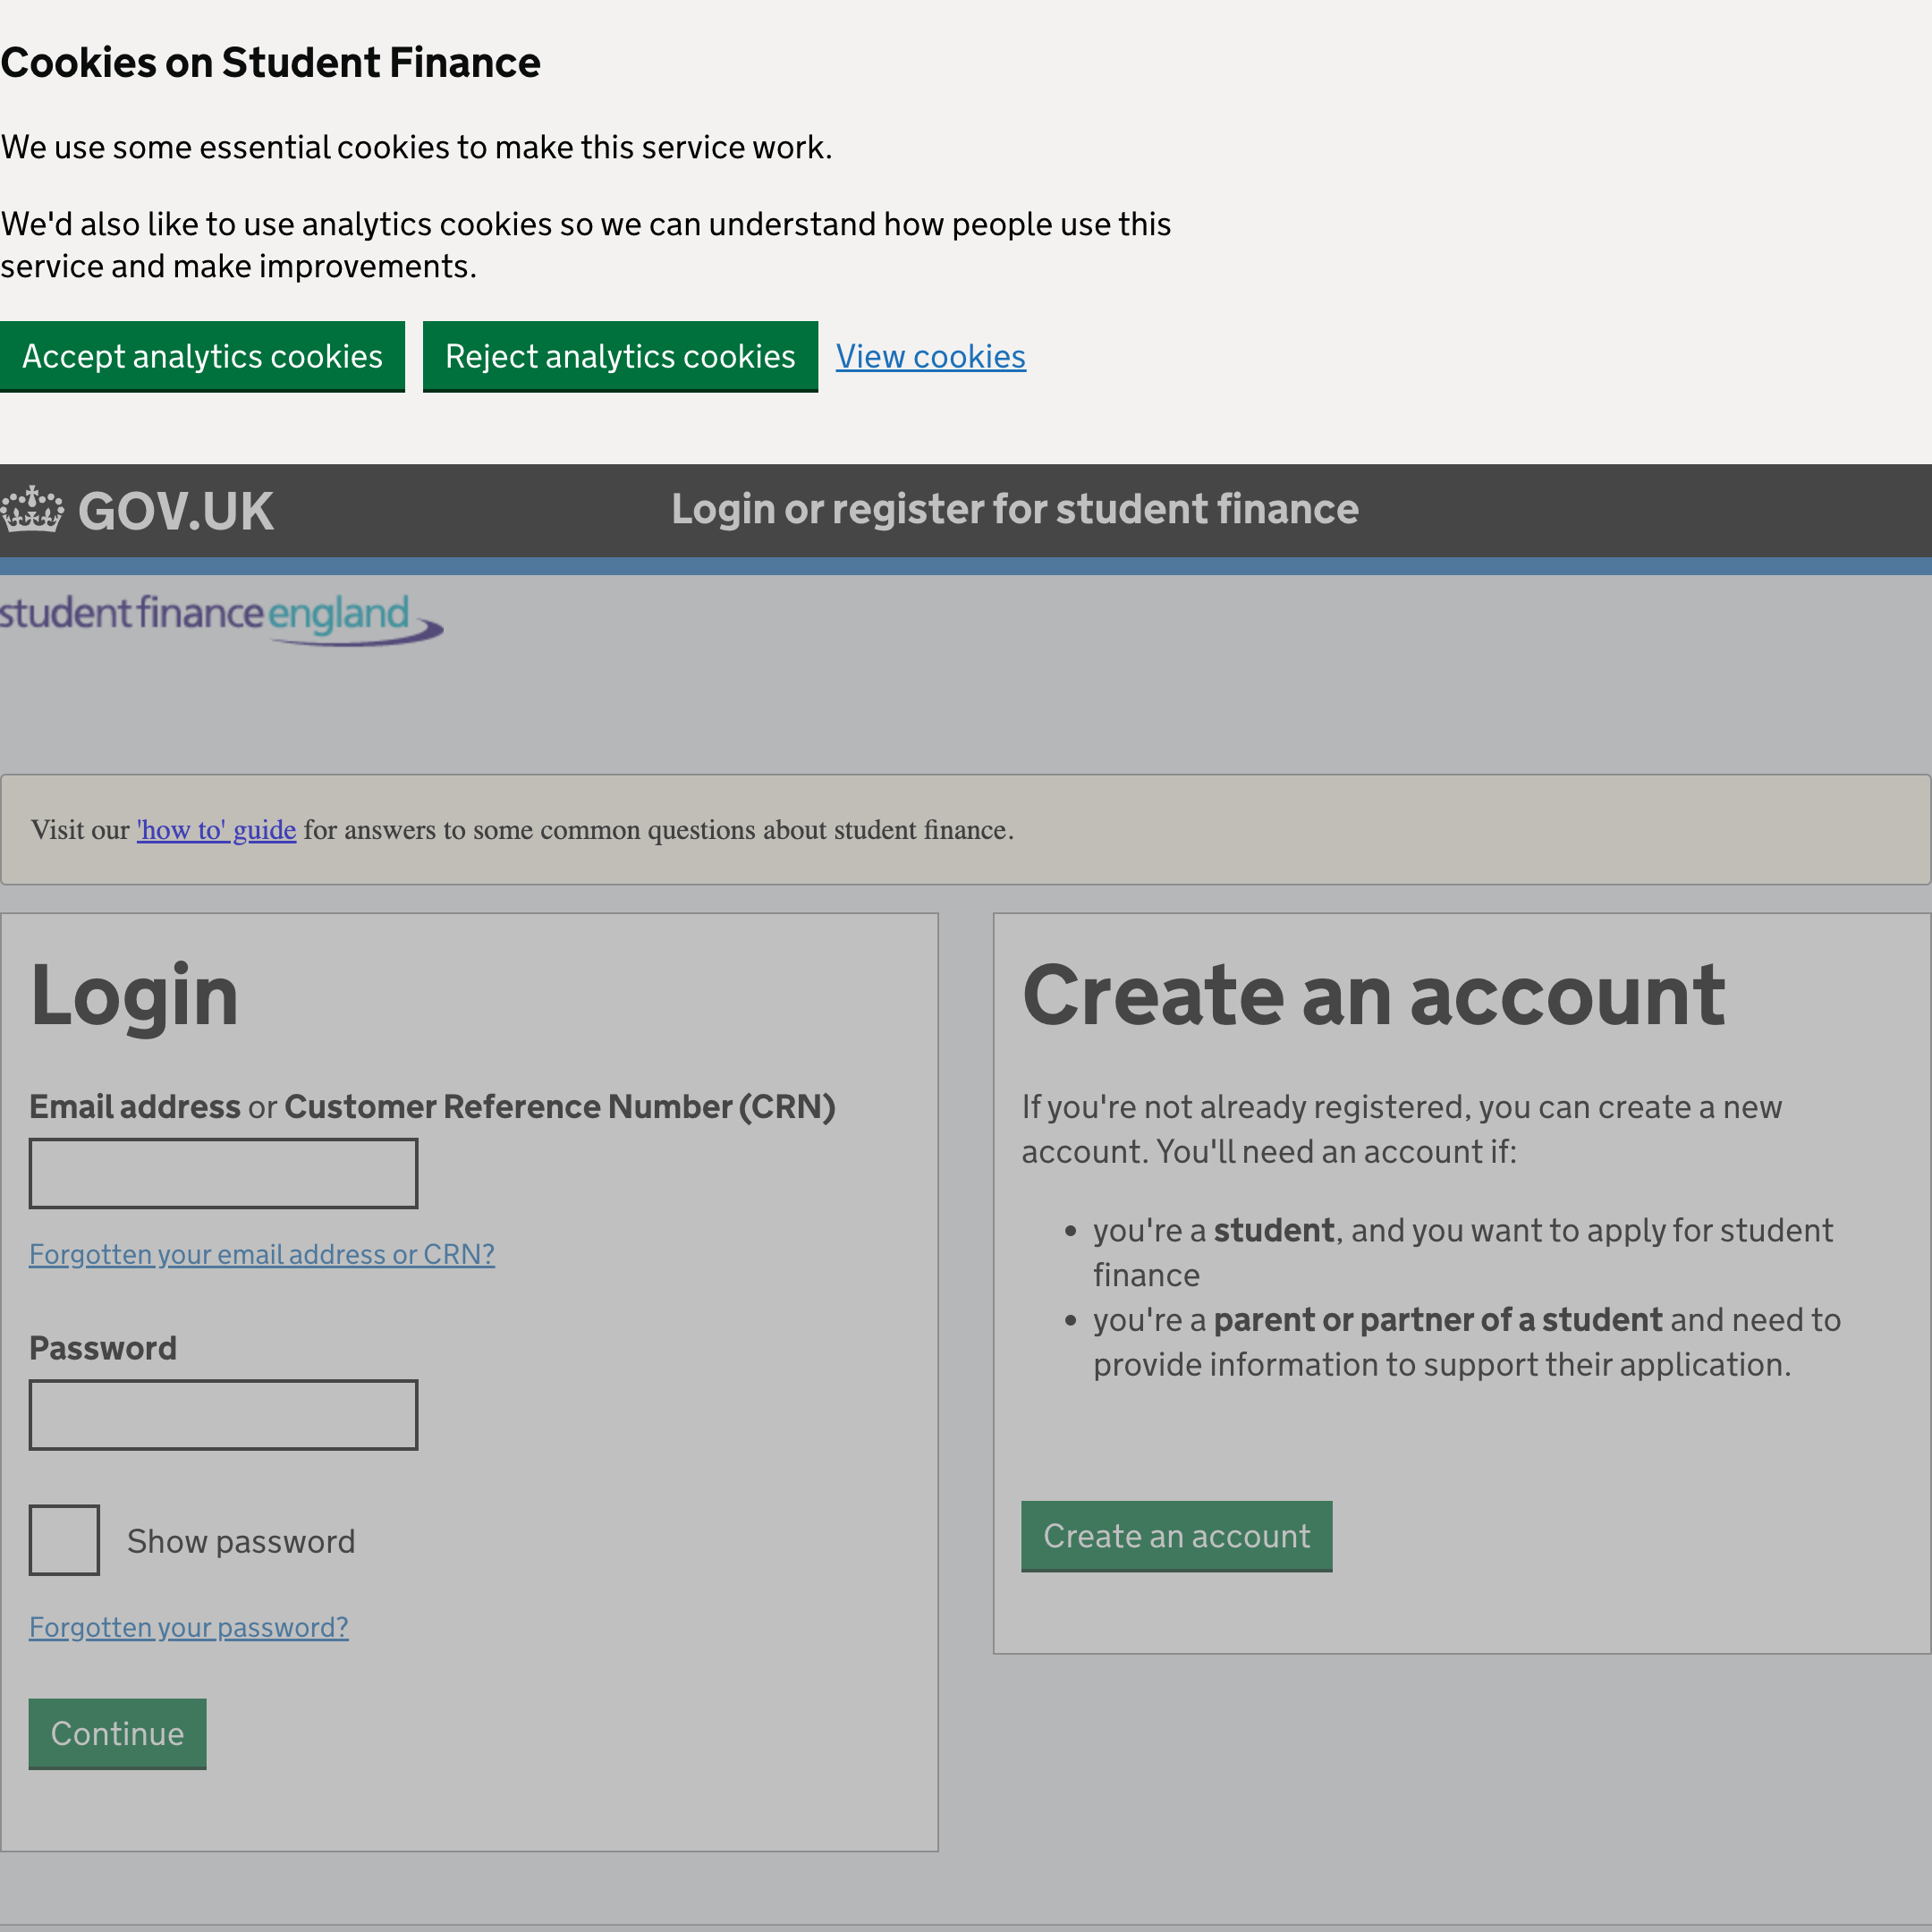 Cookies on Student Finance
We use some essential cookies to make this service work.
We'd also like to use analytics cookies so we can understand how people use this
service and make improvements.
Accept analytics cookies
Reject analytics cookies
View cookies
GOV.UK
Login or register for student finance
studentfinanceengland
Visit our 'how to' guide for answers to some common questions about student finance.
Login
Email address or Customer Reference Number (CRN)
Forgotten your email address or CRN?
Password
Show password
Forgotten your password?
Continue
Create an account
If you're not already registered, you can create a new
account. You'll need an account if:
• you're a student, and you want to apply for student
finance
• you're a parent or partner of a student and need to
provide information to support their application.
Create an account